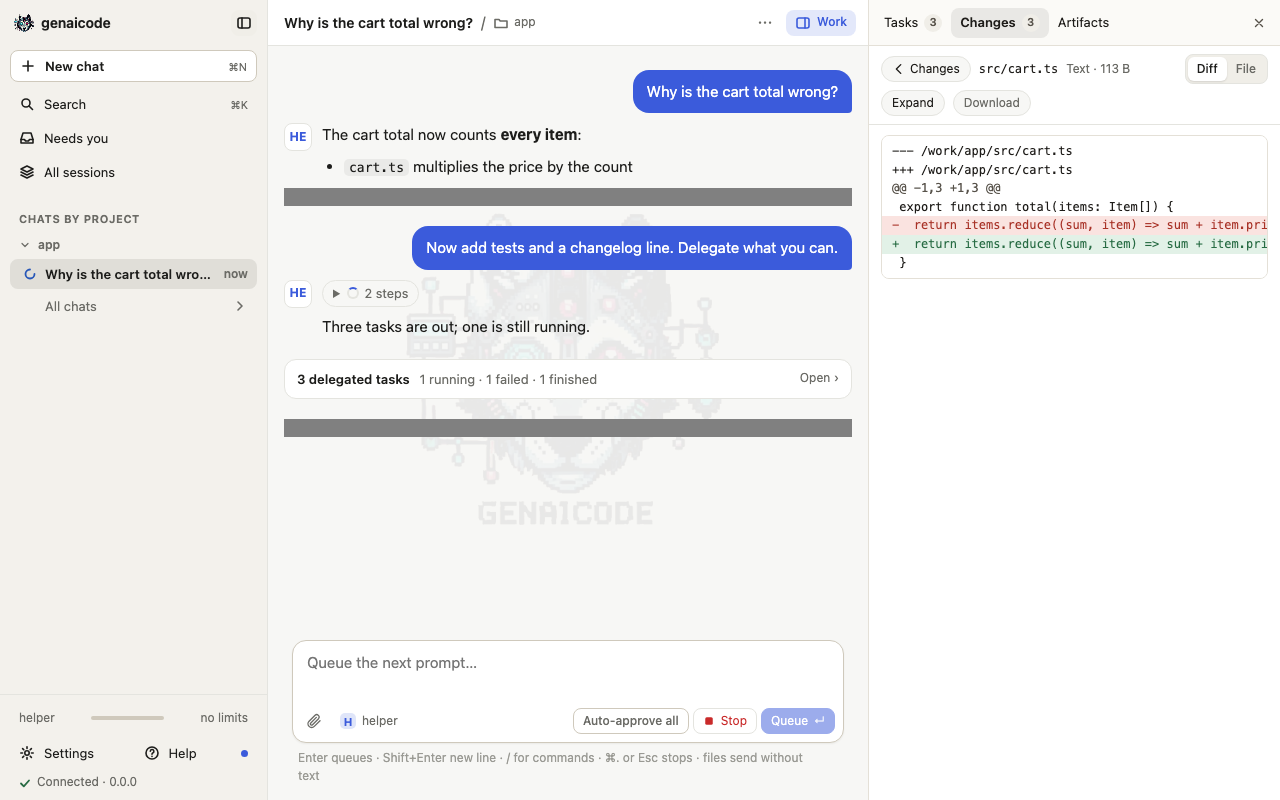 genaicode
New chat ⌘N
Search ⌘K
Needs you
All sessions
CHATS BY PROJECT
app
Why is the cart total wro... now
All chats
helper no limits
Settings Help
Connected · 0.0.0
Why is the cart total wrong? / app
Work
Why is the cart total wrong?
HE The cart total now counts every item:
• cart.ts multiplies the price by the count
Now add tests and a changelog line. Delegate what you can.
HE 2 steps
Three tasks are out; one is still running.
3 delegated tasks 1 running · 1 failed · 1 finished Open ›
GENAICODE
Queue the next prompt...
H helper Auto-approve all Stop Queue
Enter queues · Shift+Enter new line · / for commands · ⌘. or Esc stops · files send without
text
Tasks 3 Changes 3 Artifacts
Changes src/cart.ts Text · 113 B Diff File
Expand Download
--- /work/app/src/cart.ts
+++ /work/app/src/cart.ts
@@ -1,3 +1,3 @@
export function total(items: Item[]) {
- return items.reduce((sum, item) => sum + item.pri
+ return items.reduce((sum, item) => sum + item.pri
}